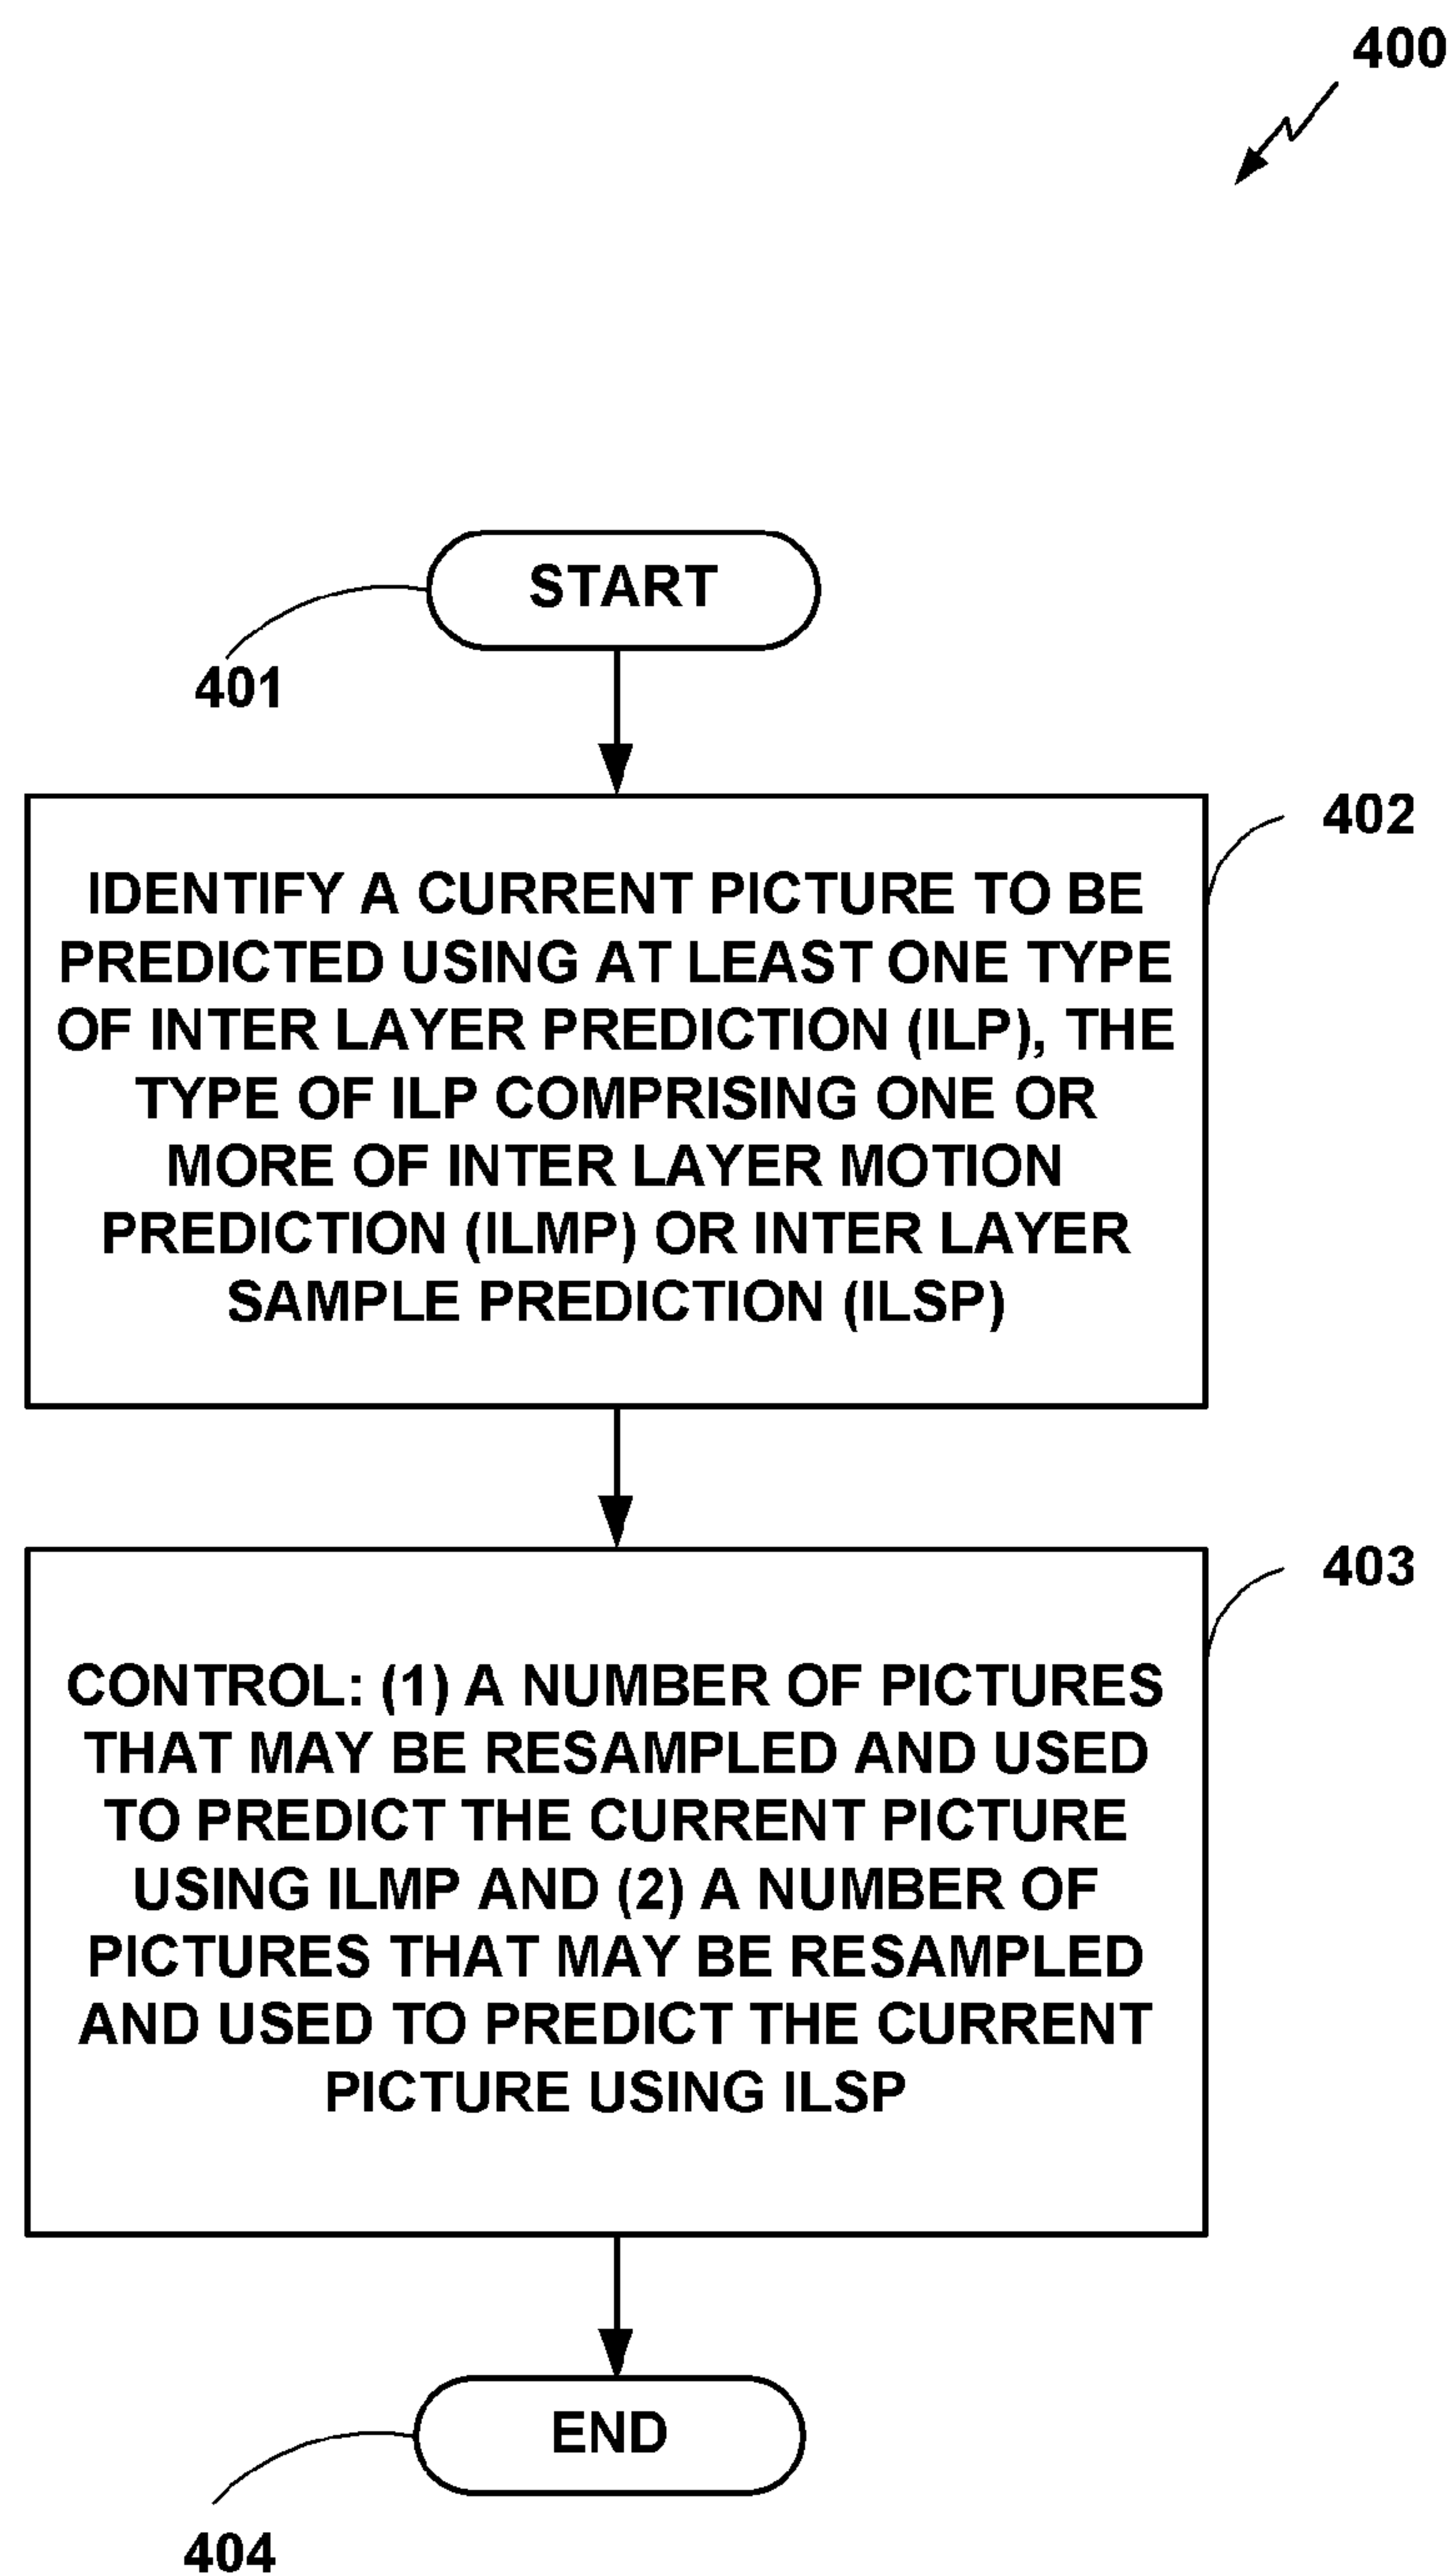 400
START
401
402
IDENTIFY A CURRENT PICTURE TO BE
PREDICTED USING AT LEAST ONE TYPE
OF INTER LAYER PREDICTION (ILP), THE
TYPE OF ILP COMPRISING ONE OR
MORE OF INTER LAYER MOTION
PREDICTION (ILMP) OR INTER LAYER
SAMPLE PREDICTION (ILSP)
403
CONTROL: (1) A NUMBER OF PICTURES
THAT MAY BE RESAMPLED AND USED
TO PREDICT THE CURRENT PICTURE
USING ILMP AND (2) A NUMBER OF
PICTURES THAT MAY BE RESAMPLED
AND USED TO PREDICT THE CURRENT
PICTURE USING ILSP
END
404